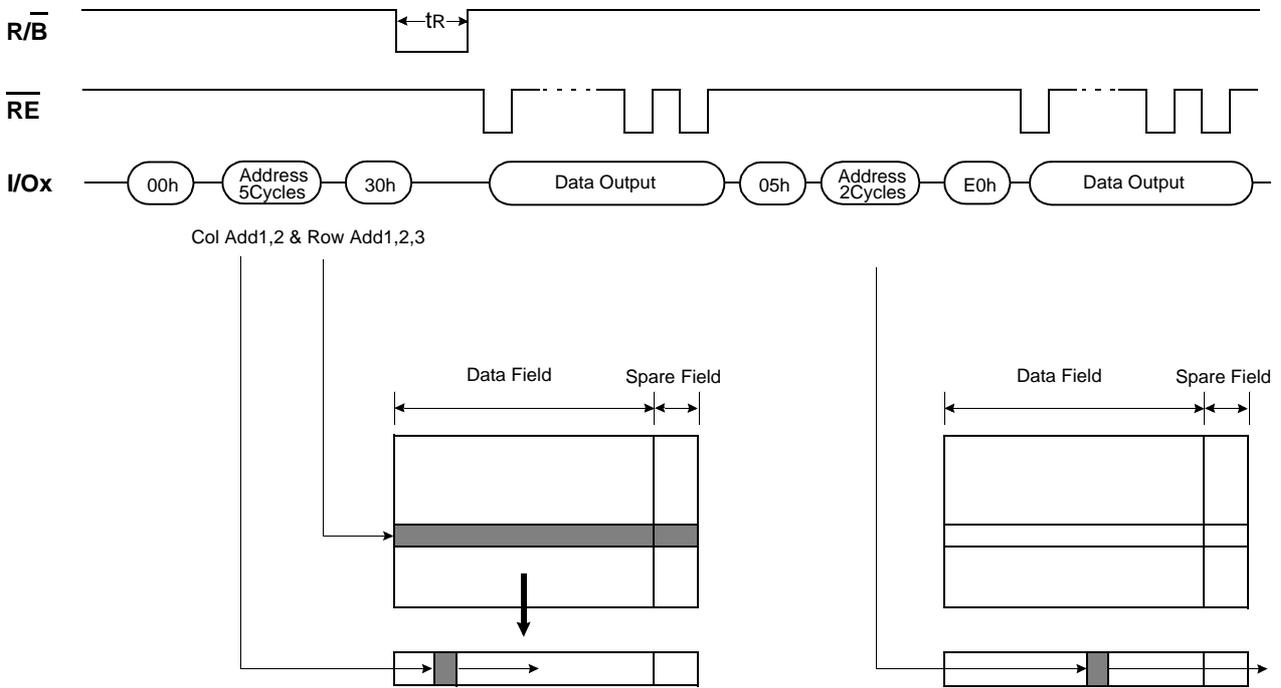 R/B
tR
RE
I/Ox
00h
Address
5Cycles
30h
Data Output
05h
Address
2Cycles
E0h
Data Output
Col Add1,2 & Row Add1,2,3
Data Field
Spare Field
Data Field
Spare Field